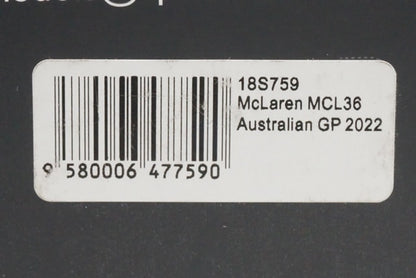 18S759
McLaren MCL36
Australian GP 2022
9 580006 477590